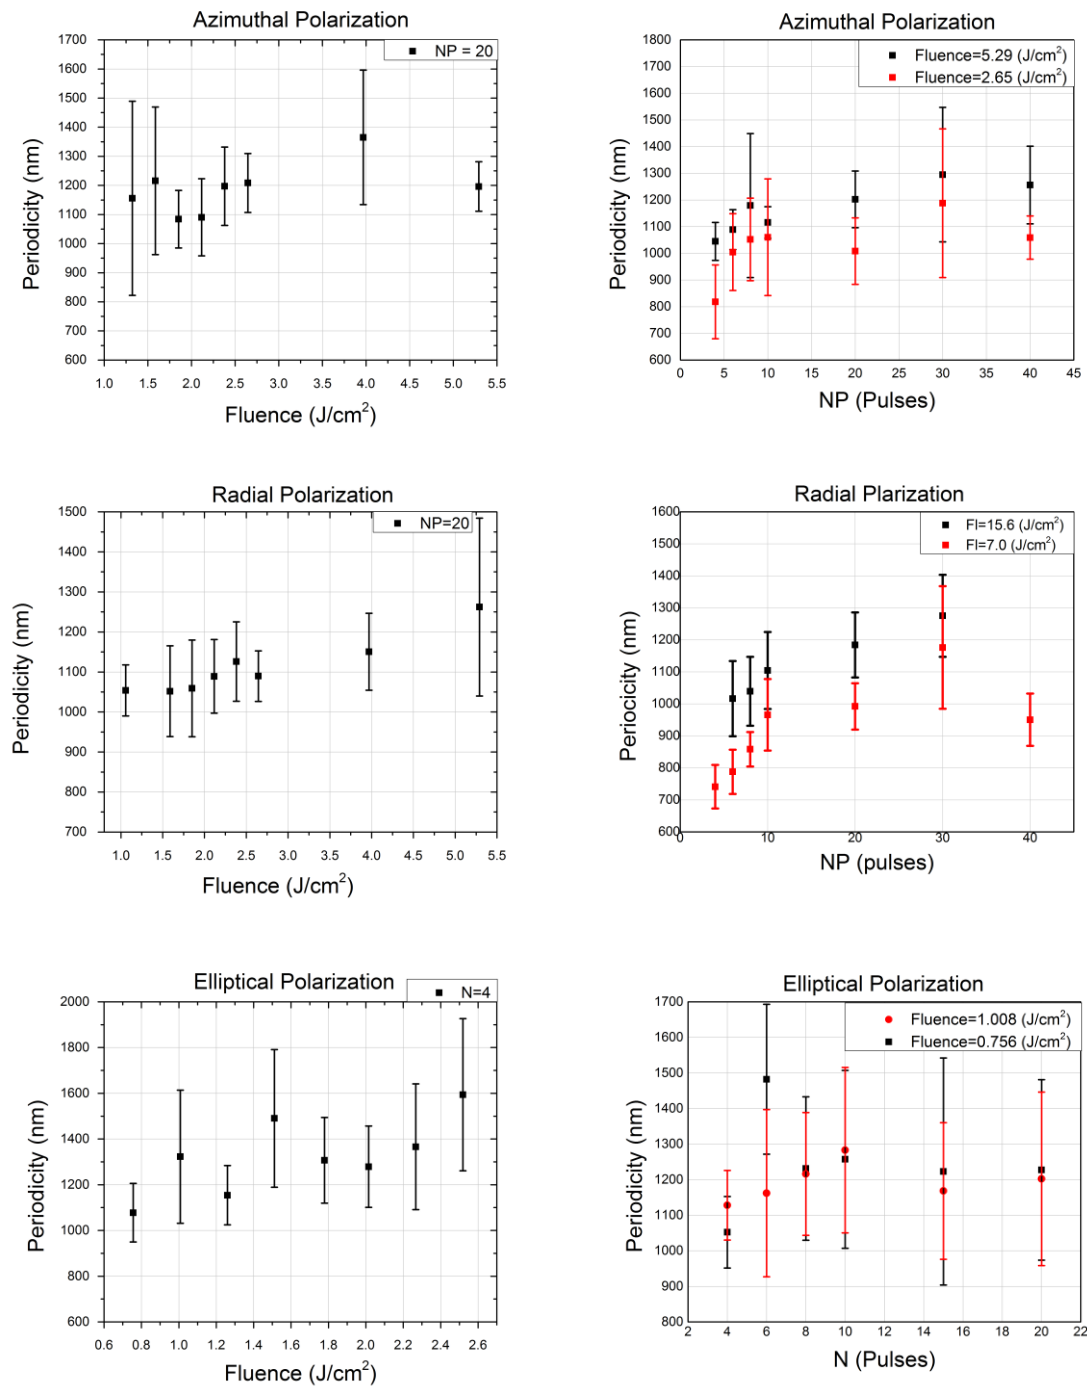 Azimuthal Polarization
NP = 20
1700
1600
1500
1400
1300
1200
1100
1000
900
800
700
600
Periodicity (nm)
1.0 1.5 2.0 2.5 3.0 3.5 4.0 4.5 5.0 5.5
Fluence (J/cm²)
Azimuthal Polarization
Fluence=5.29 (J/cm²)
Fluence=2.65 (J/cm²)
1800
1700
1600
1500
1400
1300
1200
1100
1000
900
800
700
600
Periodicity (nm)
0 5 10 15 20 25 30 35 40 45
NP (Pulses)
Radial Polarization
NP=20
1500
1400
1300
1200
1100
1000
900
800
700
Periodicity (nm)
1.0 1.5 2.0 2.5 3.0 3.5 4.0 4.5 5.0 5.5
Fluence (J/cm²)
Radial Plarization
Fl=15.6 (J/cm²)
Fl=7.0 (J/cm²)
1600
1500
1400
1300
1200
1100
1000
900
800
700
600
Periocicity (nm)
0 10 20 30 40
NP (pulses)
Elliptical Polarization
N=4
2000
1800
1600
1400
1200
1000
800
600
Periodicity (nm)
0.6 0.8 1.0 1.2 1.4 1.6 1.8 2.0 2.2 2.4 2.6
Fluence (J/cm²)
Elliptical Polarization
Fluence=1.008 (J/cm²)
Fluence=0.756 (J/cm²)
1700
1600
1500
1400
1300
1200
1100
1000
900
800
Periodicity (nm)
2 4 6 8 10 12 14 16 18 20 22
N (Pulses)